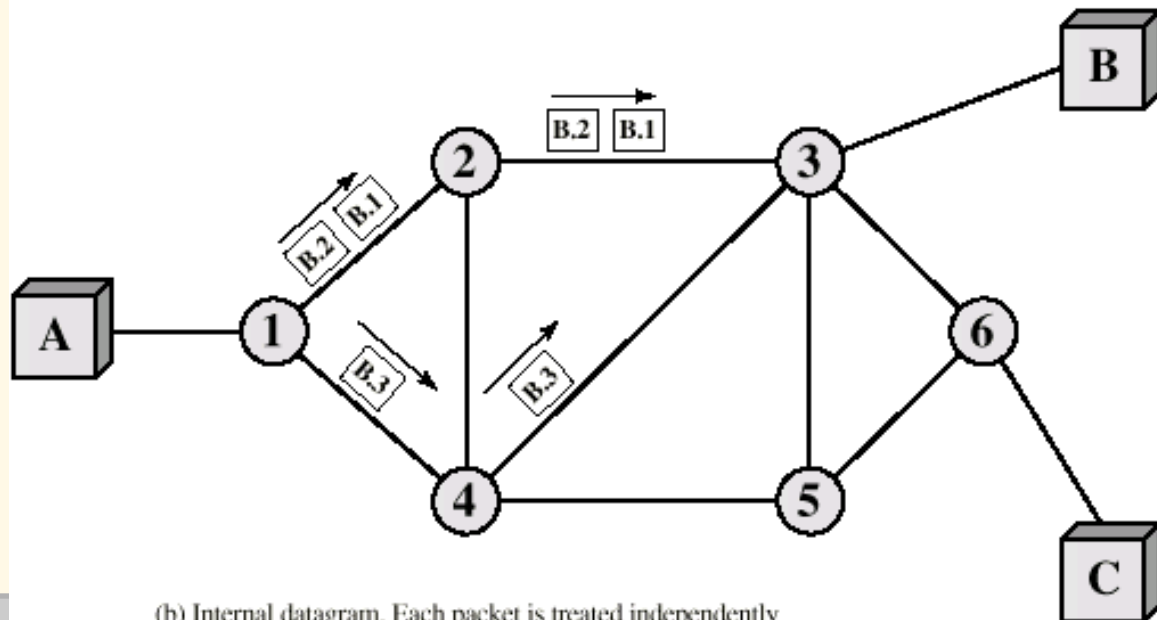 B
B.2 B.1
2
3
B.2 B.1
A
1
6
B.3
B.3
4
5
C
(b) Internal datagram. Each packet is treated independently